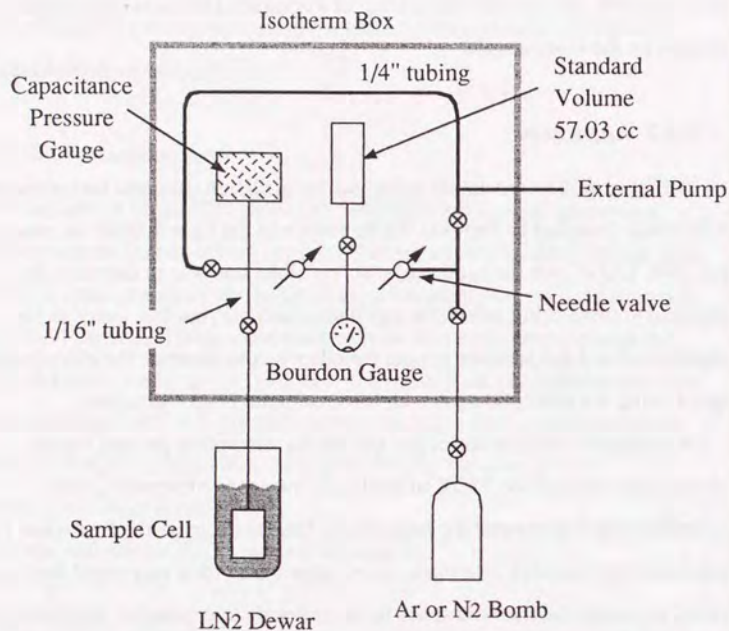 Isotherm Box
1/4" tubing
Standard
Volume
57.03 cc
Capacitance
Pressure
Gauge
External Pump
Needle valve
1/16" tubing
Bourdon Gauge
Sample Cell
LN2 Dewar
Ar or N2 Bomb